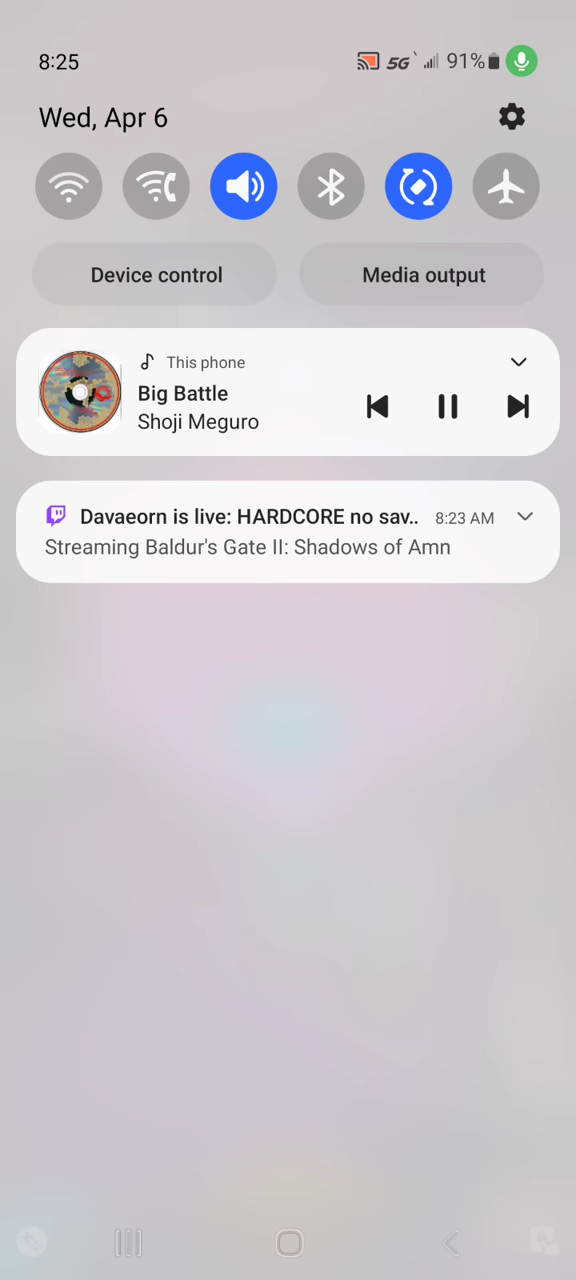 8:25
5G
91%
Wed, Apr 6
Device control
Media output
This phone
Big Battle
Shoji Meguro
Davaeorn is live: HARDCORE no sav..
8:23 AM
Streaming Baldur's Gate II: Shadows of Amn